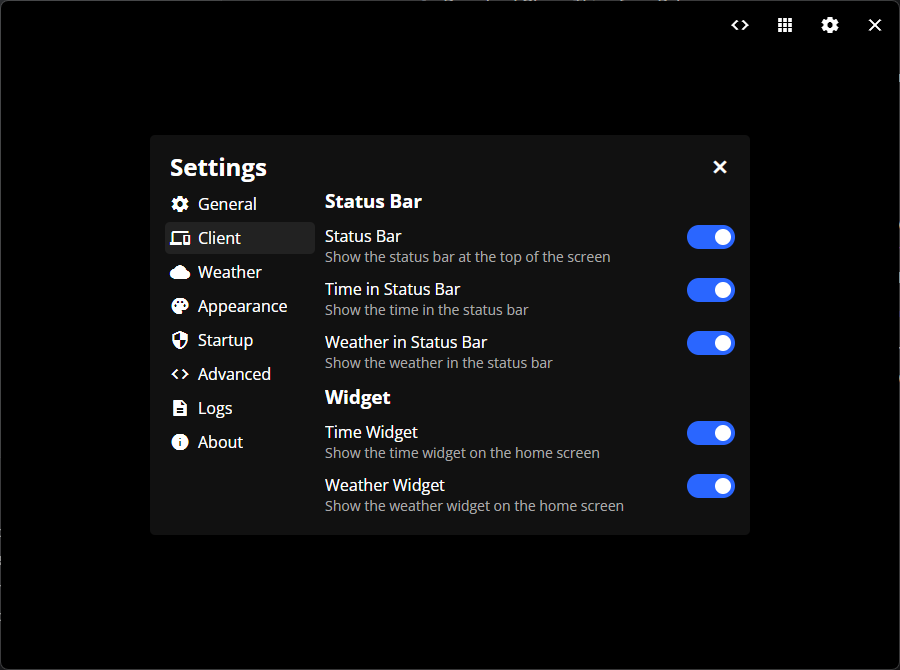 Settings
General
Client
Weather
Appearance
Startup
Advanced
Logs
About
Status Bar
Status Bar
Show the status bar at the top of the screen
Time in Status Bar
Show the time in the status bar
Weather in Status Bar
Show the weather in the status bar
Widget
Time Widget
Show the time widget on the home screen
Weather Widget
Show the weather widget on the home screen